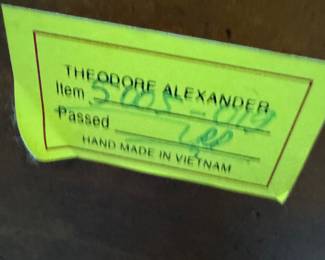 THEODORE ALEXANDER
Item 5005-019
Passed
HAND MADE IN VIETNAM